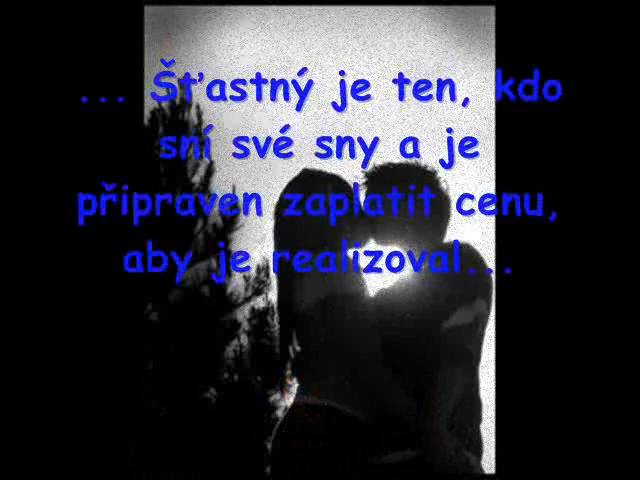 ... Šťastný je ten, kdo
sní své sny a je
připraven zaplatit cenu,
aby je realizoval...